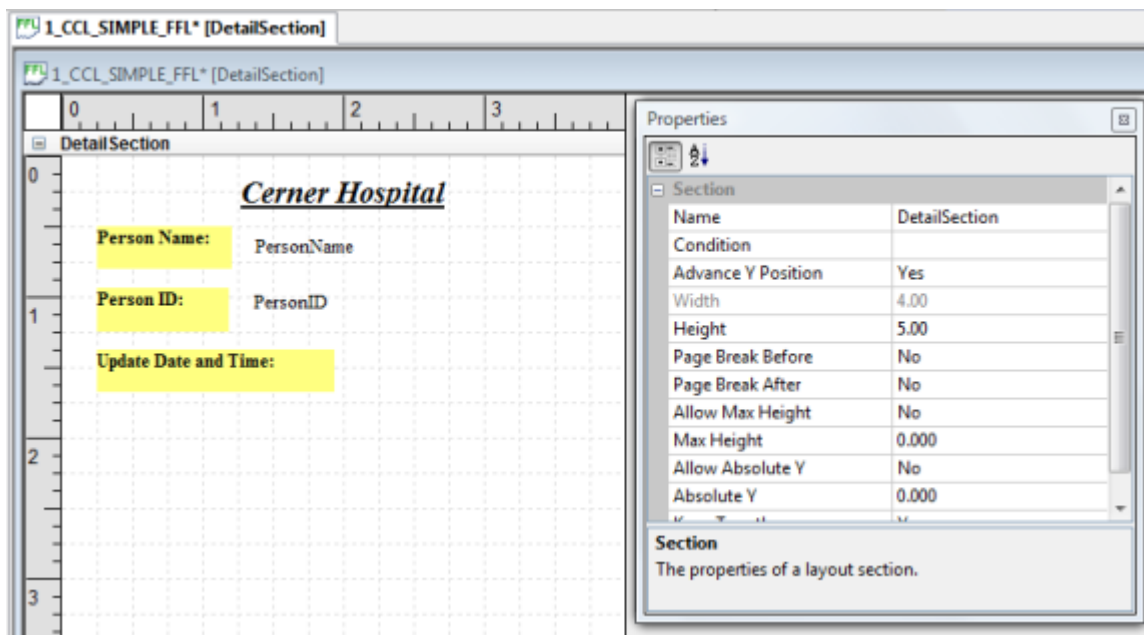 1_CCL_SIMPLE_FFL* [DetailSection]
1_CCL_SIMPLE_FFL* [DetailSection]
0 1 2 3
DetailSection
0
Cerner Hospital
Person Name: PersonName
Person ID: PersonID
1
Update Date and Time:
2
3
Properties
Section
Name DetailSection
Condition
Advance Y Position Yes
Width 4.00
Height 5.00
Page Break Before No
Page Break After No
Allow Max Height No
Max Height 0.000
Allow Absolute Y No
Absolute Y 0.000
Section
The properties of a layout section.